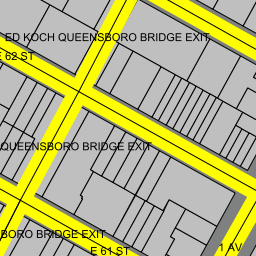 ED KOCH QUEENSBORO BRIDGE EXIT
E 62 ST
QUEENSBORO BRIDGE EXIT
BORO BRIDGE EXIT
1 AV
E 61 ST